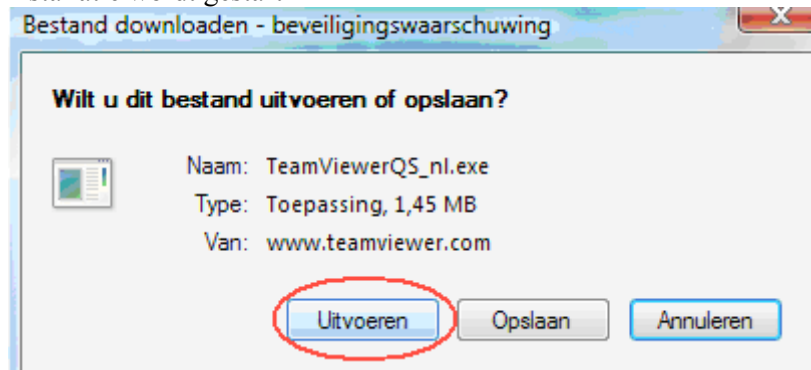 Bestand downloaden - beveiligingswaarschuwing
Wilt u dit bestand uitvoeren of opslaan?
Naam: TeamViewerQS_nl.exe
Type: Toepassing, 1,45 MB
Van: www.teamviewer.com
Uitvoeren Opslaan Annuleren